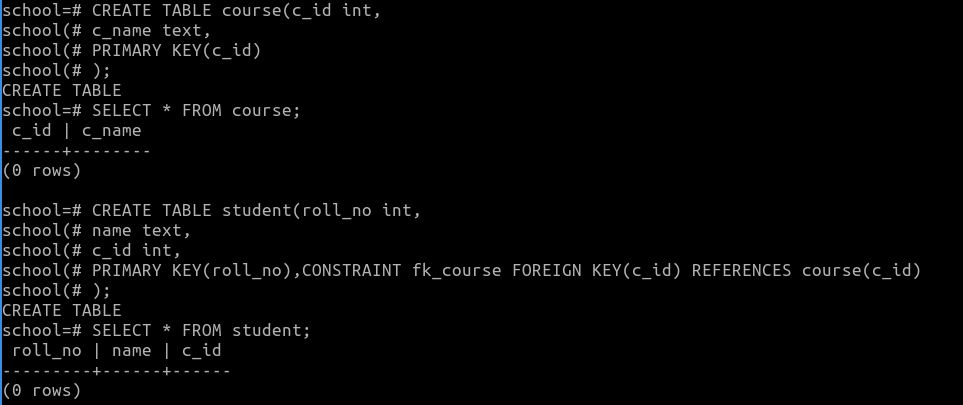 school=# CREATE TABLE course(c_id int,
school(# c_name text,
school(# PRIMARY KEY(c_id)
school(# );
CREATE TABLE
school=# SELECT * FROM course;
 c_id | c_name
------+--------
(0 rows)

school=# CREATE TABLE student(roll_no int,
school(# name text,
school(# c_id int,
school(# PRIMARY KEY(roll_no),CONSTRAINT fk_course FOREIGN KEY(c_id) REFERENCES course(c_id)
school(# );
CREATE TABLE
school=# SELECT * FROM student;
 roll_no | name | c_id
---------+------+------
(0 rows)